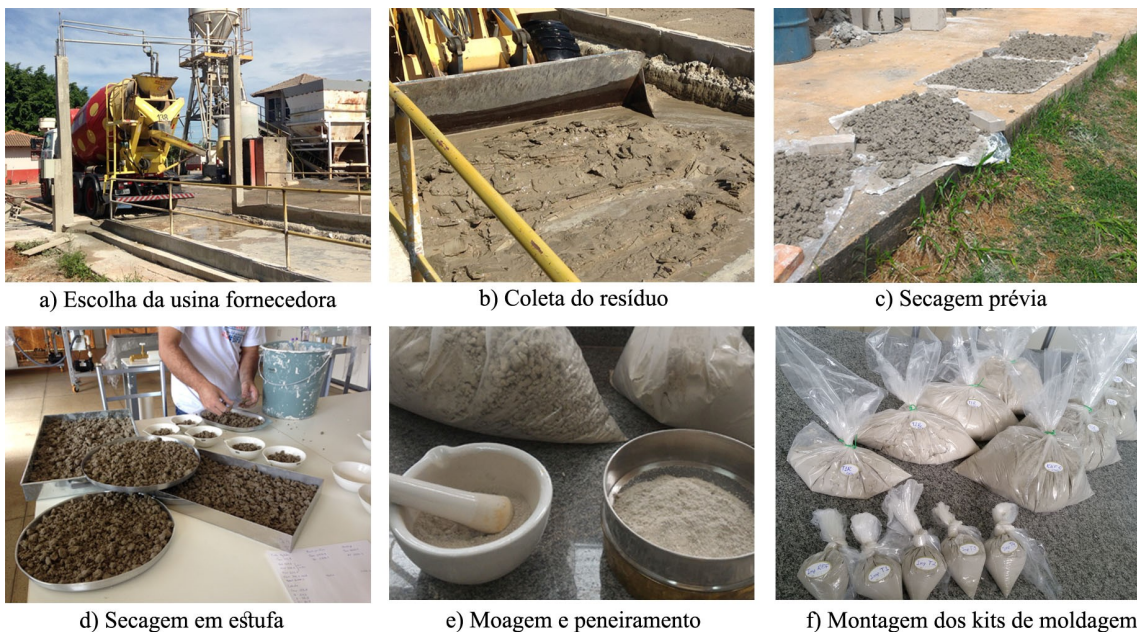 a) Escolha da usina fornecedora
b) Coleta do resíduo
c) Secagem prévia
d) Secagem em estufa
e) Moagem e peneiramento
f) Montagem dos kits de moldagem